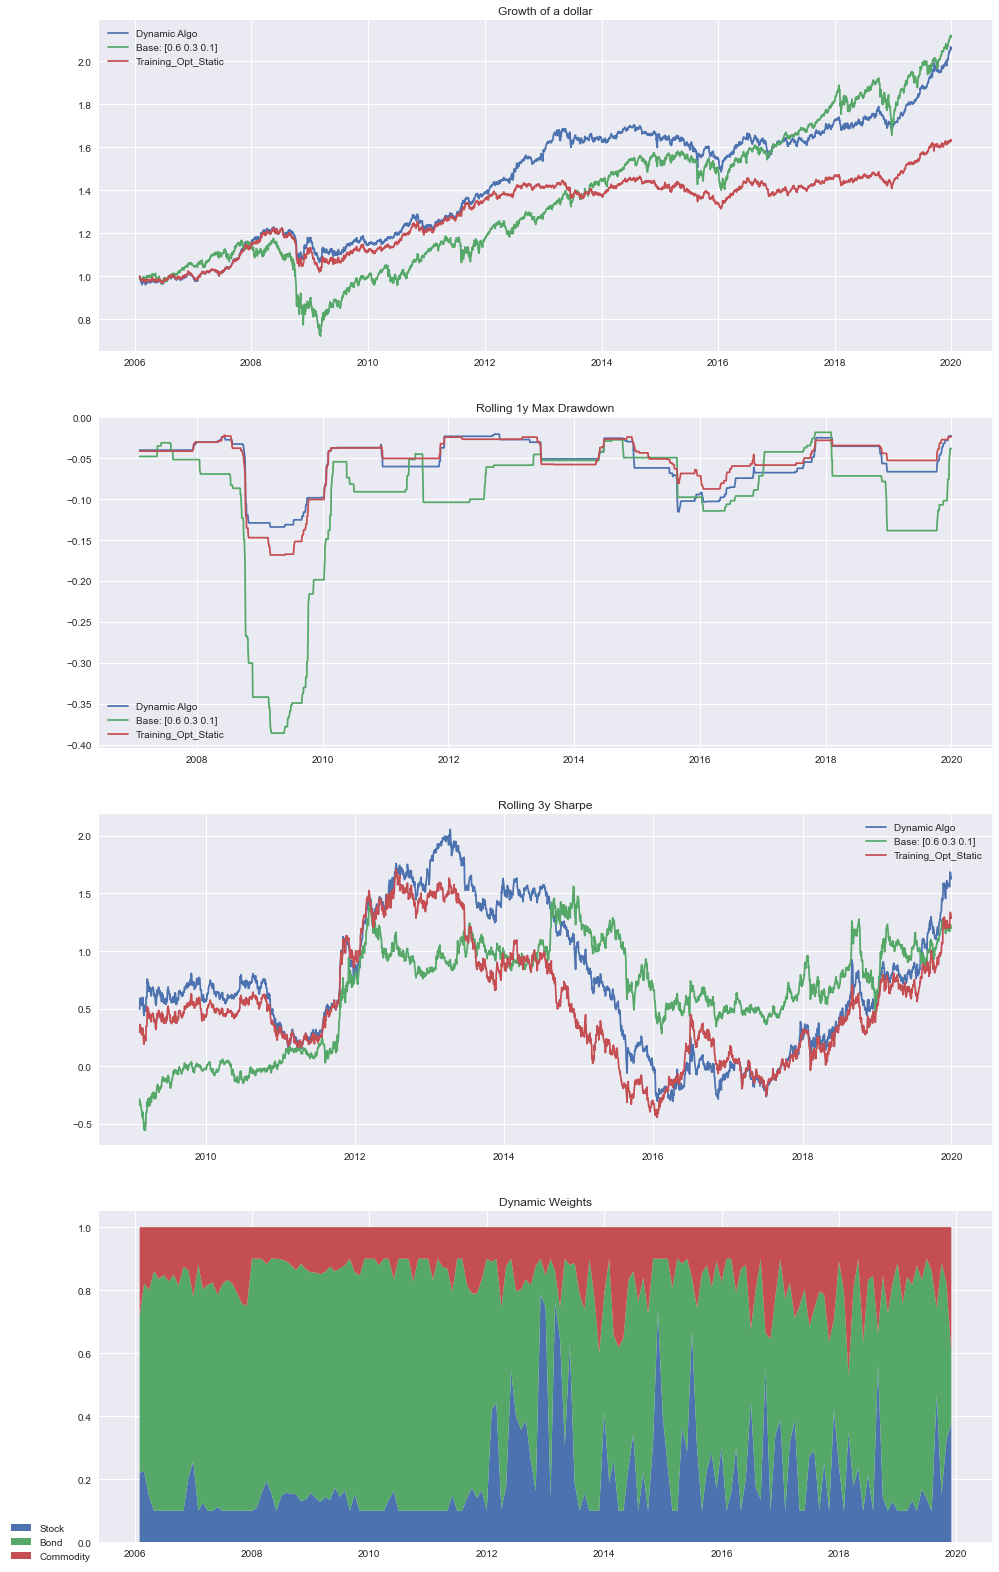 Growth of a dollar
Dynamic Algo
Base: [0.6 0.3 0.1]
Training_Opt_Static
2.0
1.8
1.6
1.4
1.2
1.0
0.8
2006 2008 2010 2012 2014 2016 2018 2020
Rolling 1y Max Drawdown
0.00
−0.05
−0.10
−0.15
−0.20
−0.25
−0.30
−0.35
−0.40
Dynamic Algo
Base: [0.6 0.3 0.1]
Training_Opt_Static
2008 2010 2012 2014 2016 2018 2020
Rolling 3y Sharpe
Dynamic Algo
Base: [0.6 0.3 0.1]
Training_Opt_Static
2.0
1.5
1.0
0.5
0.0
−0.5
2010 2012 2014 2016 2018 2020
Dynamic Weights
1.0
0.8
0.6
0.4
0.2
0.0
2006 2008 2010 2012 2014 2016 2018 2020
Stock
Bond
Commodity